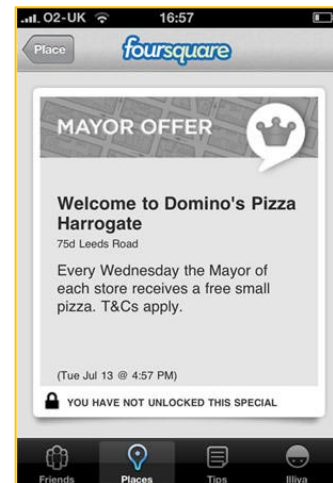 O2-UK 16:57
Place foursquare
MAYOR OFFER
Welcome to Domino's Pizza
Harrogate
75d Leeds Road
Every Wednesday the Mayor of
each store receives a free small
pizza. T&Cs apply.
(Tue Jul 13 @ 4:57 PM)
YOU HAVE NOT UNLOCKED THIS SPECIAL
Friends Places Tips Illiya